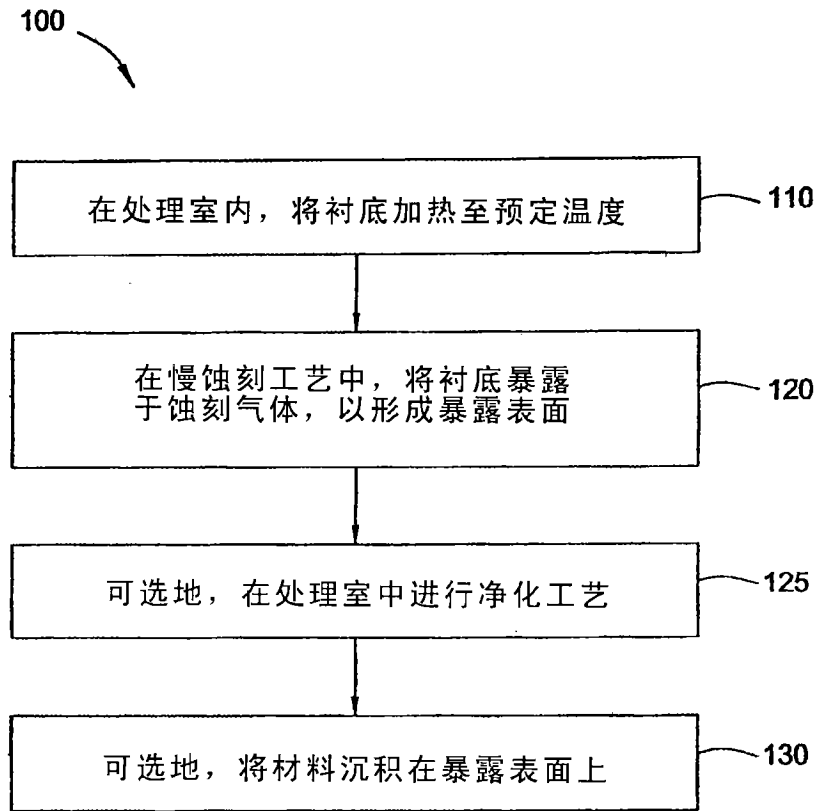 100
在处理室内，将衬底加热至预定温度
110
在慢蚀刻工艺中，将衬底暴露
于蚀刻气体，以形成暴露表面
120
可选地，在处理室中进行净化工艺
125
可选地，将材料沉积在暴露表面上
130